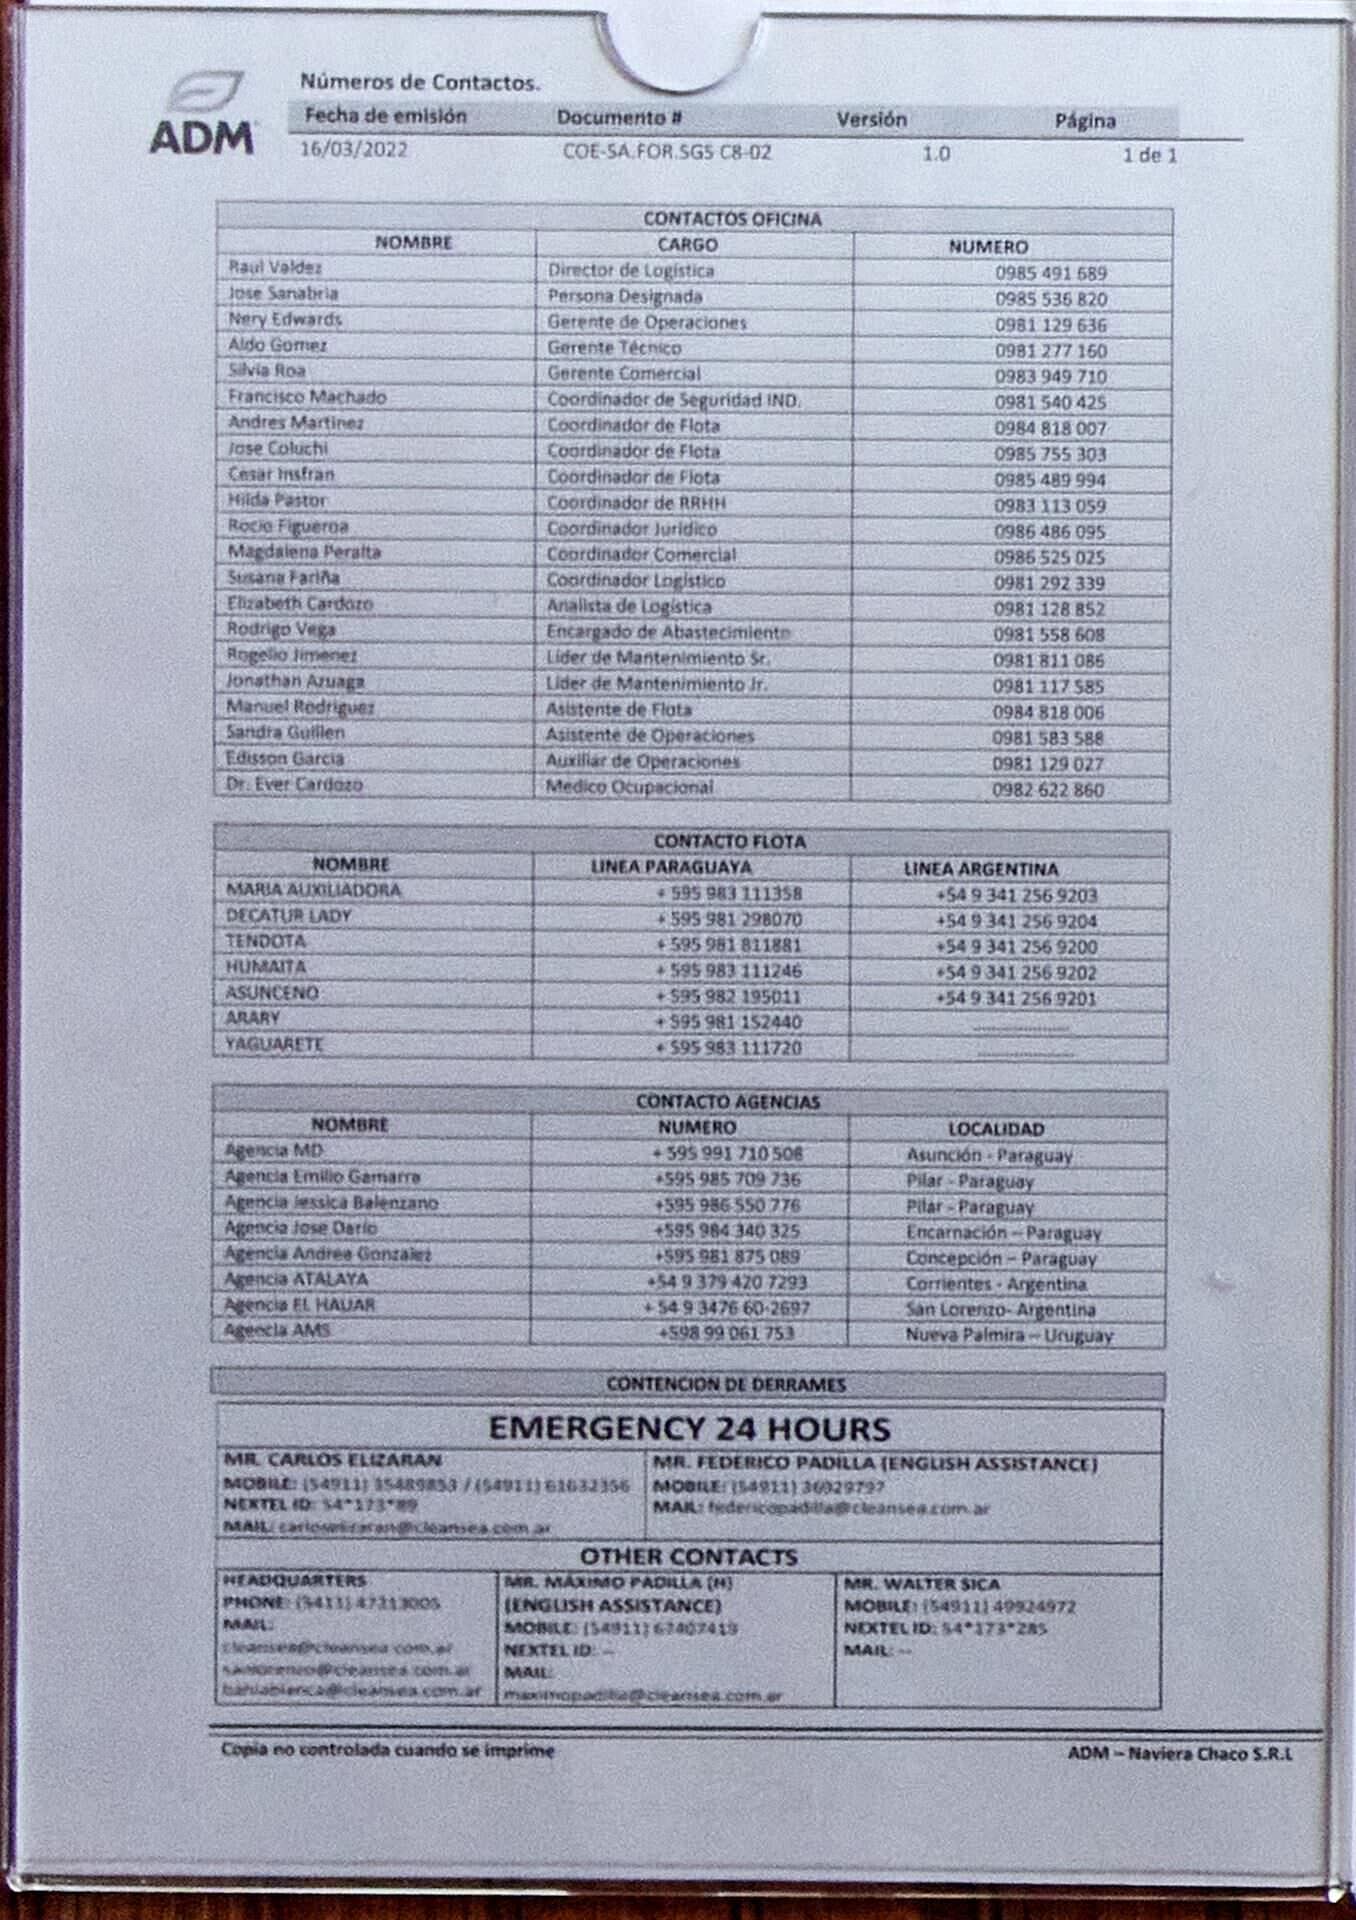 ADM
Números de Contactos.
Fecha de emisión Documento # Versión Página
16/03/2022 COE-SA.FOR.SGS C8-02 1.0 1 de 1
CONTACTOS OFICINA
NOMBRE CARGO NUMERO
Raul Valdez Director de Logística 0985 491 689
Jose Sanabria Persona Designada 0985 536 820
Nery Edwards Gerente de Operaciones 0981 129 636
Aldo Gomez Gerente Técnico 0981 277 160
Silvia Roa Gerente Comercial 0983 949 710
Francisco Machado Coordinador de Seguridad IND. 0981 540 425
Andres Martinez Coordinador de Flota 0984 818 007
Jose Coluchi Coordinador de Flota 0985 755 303
Cesar Insfran Coordinador de Flota 0985 489 994
Hilda Pastor Coordinador de RRHH 0983 113 059
Rocio Figueroa Coordinador Jurídico 0986 486 095
Magdalena Peralta Coordinador Comercial 0986 525 025
Susana Fariña Coordinador Logístico 0981 292 339
Elizabeth Cardozo Analista de Logística 0981 128 852
Rodrigo Vega Encargado de Abastecimiento 0981 558 608
Rogelio Jimenez Lider de Mantenimiento Sr. 0981 811 086
Jonathan Azuaga Lider de Mantenimiento Jr. 0981 117 585
Manuel Rodriguez Asistente de Flota 0984 818 006
Sandra Guillen Asistente de Operaciones 0981 583 588
Edisson Garcia Auxiliar de Operaciones 0981 129 027
Dr. Ever Cardozo Medico Ocupacional 0982 622 860
CONTACTO FLOTA
NOMBRE LINEA PARAGUAYA LINEA ARGENTINA
MARIA AUXILIADORA + 595 983 111358 +54 9 341 256 9203
DECATUR LADY + 595 981 298070 +54 9 341 256 9204
TENDOTA + 595 981 811881 +54 9 341 256 9200
HUMAITA + 595 983 111246 +54 9 341 256 9202
ASUNCENO + 595 982 195011 +54 9 341 256 9201
ARARY + 595 981 152440 ...................
YAGUARETE + 595 983 111720 ...................
CONTACTO AGENCIAS
NOMBRE NUMERO LOCALIDAD
Agencia MD + 595 991 710 508 Asunción - Paraguay
Agencia Emilio Gamarra +595 985 709 736 Pilar - Paraguay
Agencia Jessica Balenzano +595 986 550 776 Pilar - Paraguay
Agencia Jose Dario +595 984 340 325 Encarnación – Paraguay
Agencia Andrea Gonzalez +595 981 875 089 Concepción – Paraguay
Agencia ATALAYA +54 9 379 420 7293 Corrientes - Argentina
Agencia EL HAUAR + 54 9 3476 60-2697 San Lorenzo- Argentina
Agencia AMS +598 99 061 753 Nueva Palmira – Uruguay
CONTENCION DE DERRAMES
EMERGENCY 24 HOURS
MR. CARLOS ELIZARAN
MOBILE: (54911) 35489853 / (54911) 61632356
NEXTEL ID: 54*173*89
MAIL: carloselizaran@cleansea.com.ar
MR. FEDERICO PADILLA (ENGLISH ASSISTANCE)
MOBILE: (54911) 36029797
MAIL: federicopadilla@cleansea.com.ar
OTHER CONTACTS
HEADQUARTERS
PHONE: (5411) 47213005
MAIL:
cleansea@cleansea.com.ar
sanlorenzo@cleansea.com.ar
bahiablanca@cleansea.com.ar
MR. MÁXIMO PADILLA (H)
(ENGLISH ASSISTANCE)
MOBILE: (54911) 67407419
NEXTEL ID: --
MAIL:
maximopadilla@cleansea.com.ar
MR. WALTER SICA
MOBILE: (54911) 49924972
NEXTEL ID: 54*173*285
MAIL: --
Copia no controlada cuando se imprime ADM – Naviera Chaco S.R.L